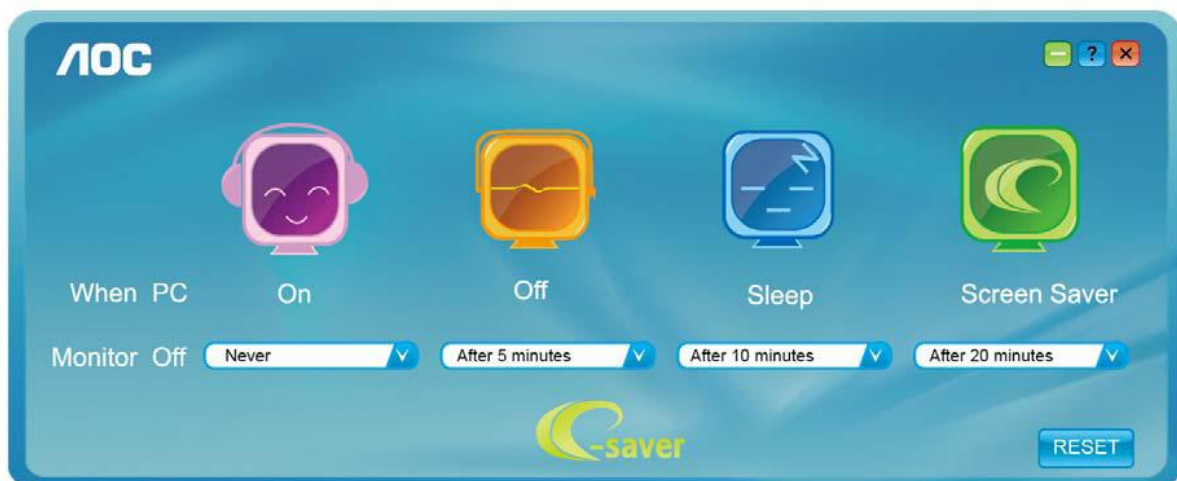 AOC
?
When PC On Off Sleep Screen Saver
Monitor Off Never After 5 minutes After 10 minutes After 20 minutes
e-saver
RESET